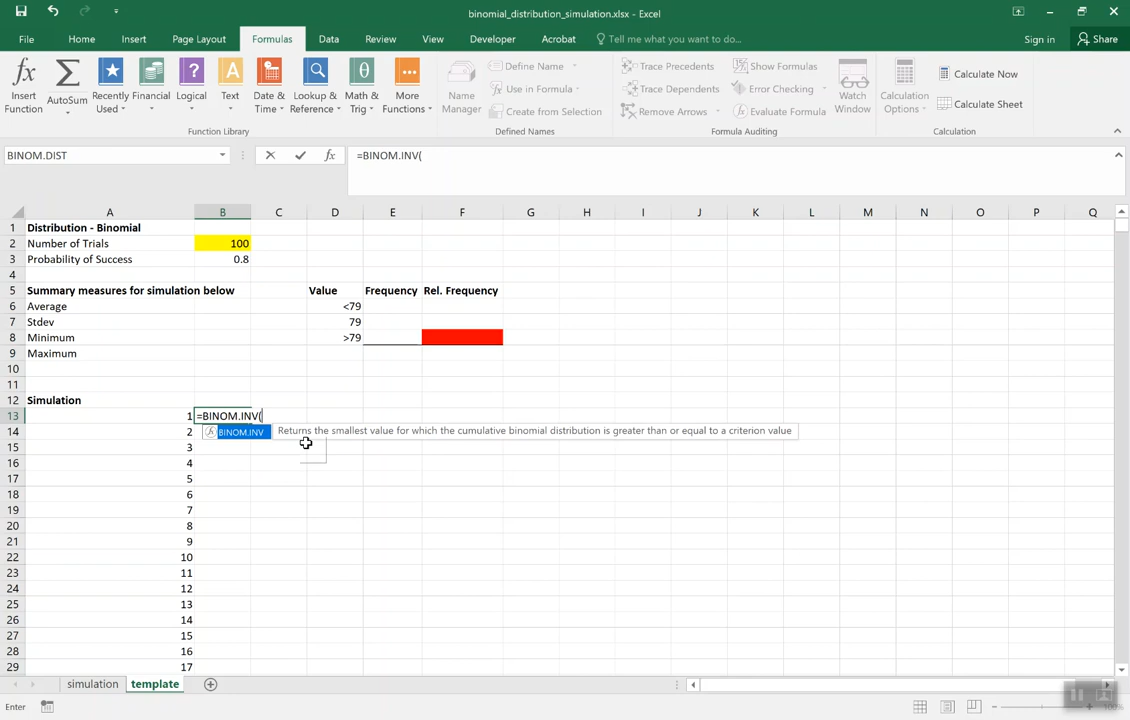 binomial_distribution_simulation.xlsx - Excel
File Home Insert Page Layout Formulas Data Review View Developer Acrobat Tell me what you want to do... Sign in Share
Insert Function
AutoSum
Recently Used
Financial
Logical
Text
Date & Time
Lookup & Reference
Math & Trig
More Functions
Function Library
Name Manager
Define Name
Use in Formula
Create from Selection
Defined Names
Trace Precedents
Trace Dependents
Remove Arrows
Show Formulas
Error Checking
Evaluate Formula
Formula Auditing
Watch Window
Calculation Options
Calculate Now
Calculate Sheet
Calculation
BINOM.DIST fx =BINOM.INV(
A B C D E F G H I J K L M N O P Q
1 Distribution - Binomial
2 Number of Trials 100
3 Probability of Success 0.8
4
5 Summary measures for simulation below Value Frequency Rel. Frequency
6 Average <79
7 Stdev 79
8 Minimum >79
9 Maximum
10
11
12 Simulation
13 1 =BINOM.INV(
14 2 BINOM.INV Returns the smallest value for which the cumulative binomial distribution is greater than or equal to a criterion value
15 3
16 4
17 5
18 6
19 7
20 8
21 9
22 10
23 11
24 12
25 13
26 14
27 15
28 16
29 17
simulation template
Enter 100%